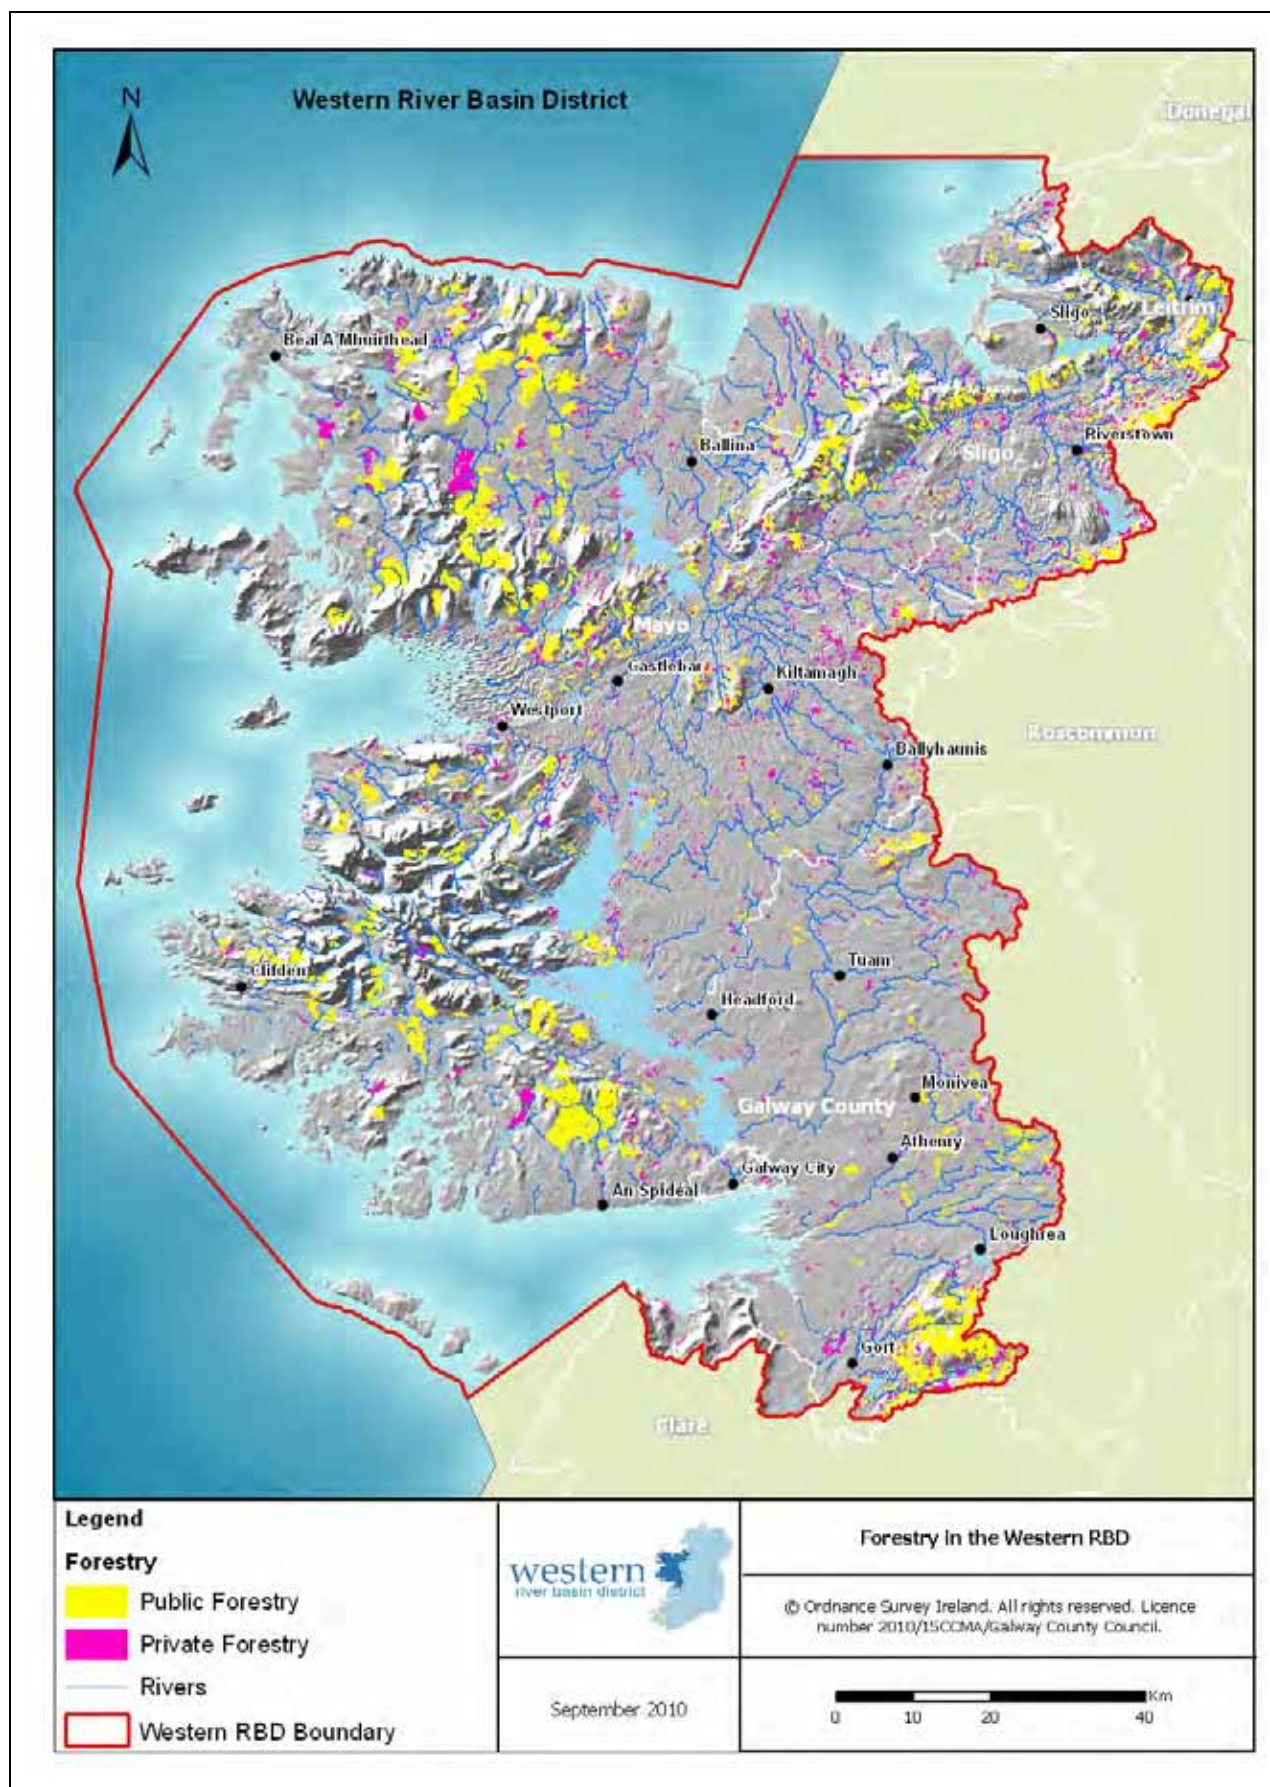 Western River Basin District
N
Donegal
Leitrim
Sligo
Beal A'Mhuirthead
Riverstown
Ballina
Sligo
Mayo
Castlebar
Kiltamagh
Westport
Roscommon
Ballyhaunis
Tuam
Clifden
Headford
Monivea
Galway County
Athenry
Galway City
An Spidéal
Loughrea
Gort
Clare
Legend
Forestry
Public Forestry
Private Forestry
Rivers
Western RBD Boundary
western
river basin district
September 2010
Forestry in the Western RBD
© Ordnance Survey Ireland. All rights reserved. Licence
number 2010/15CCMA/Galway County Council.
Km
0 10 20 40